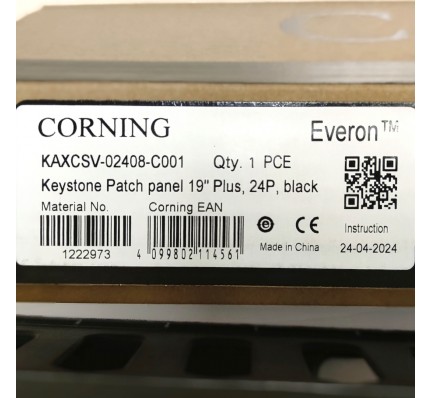 CORNING Everon™
KAXCSV-02408-C001 Qty. 1 PCE
Keystone Patch panel 19" Plus, 24P, black
Material No. Corning EAN
1222973 4 099802 114561
e CE Instruction
Made in China 24-04-2024